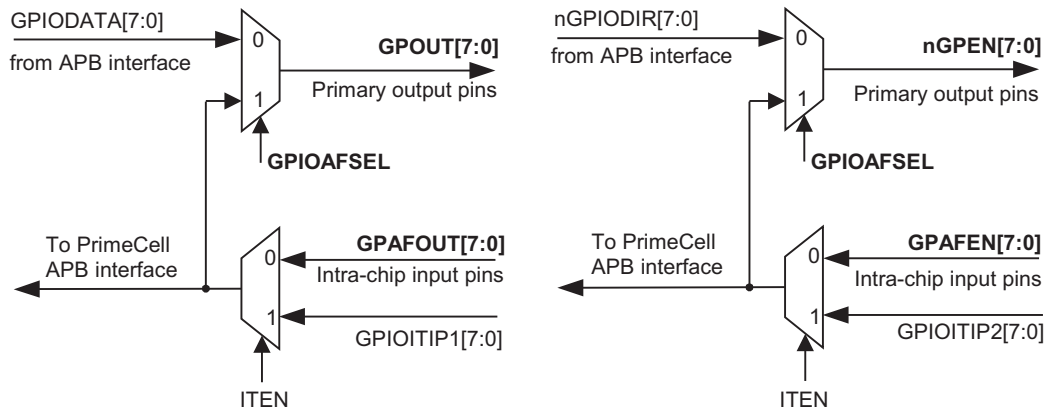 GPIODATA[7:0]
from APB interface
0
1
GPOUT[7:0]
Primary output pins
GPIOAFSEL
To PrimeCell
APB interface
0
1
GPAFOUT[7:0]
Intra-chip input pins
GPIOITIP1[7:0]
ITEN
nGPIODIR[7:0]
from APB interface
0
1
nGPEN[7:0]
Primary output pins
GPIOAFSEL
To PrimeCell
APB interface
0
1
GPAFEN[7:0]
Intra-chip input pins
GPIOITIP2[7:0]
ITEN